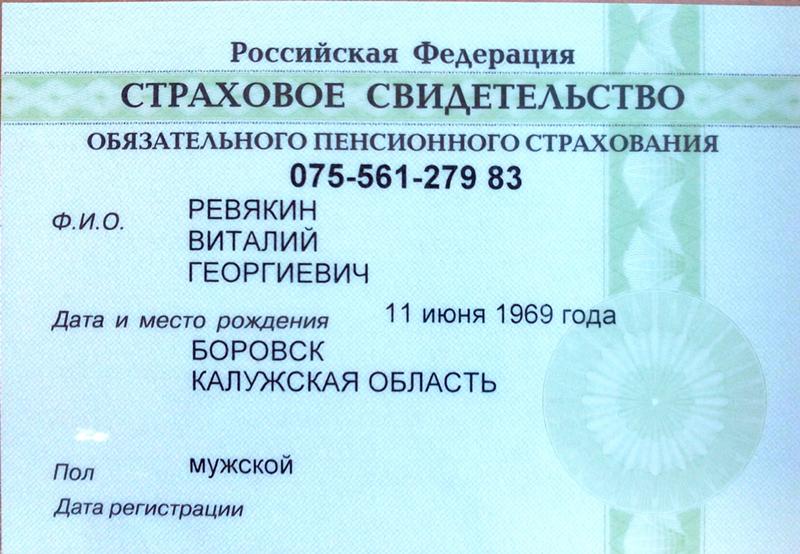 Российская Федерация
СТРАХОВОЕ СВИДЕТЕЛЬСТВО
ОБЯЗАТЕЛЬНОГО ПЕНСИОННОГО СТРАХОВАНИЯ
075-561-279 83
Ф.И.О. РЕВЯКИН
ВИТАЛИЙ
ГЕОРГИЕВИЧ
Дата и место рождения 11 июня 1969 года
БОРОВСК
КАЛУЖСКАЯ ОБЛАСТЬ
Пол мужской
Дата регистрации